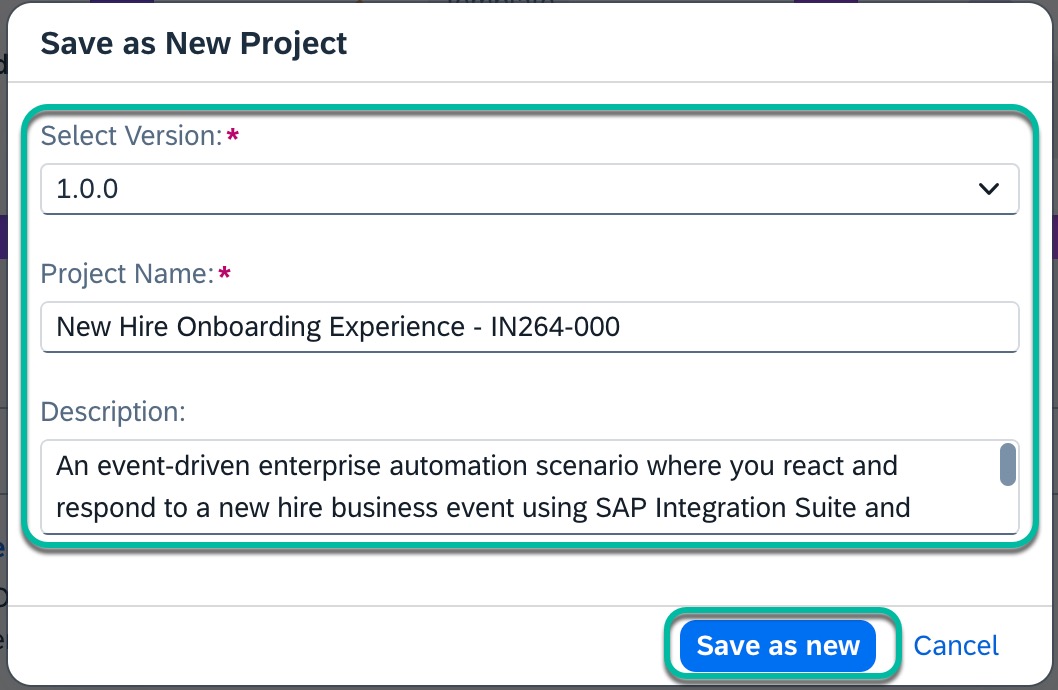 Save as New Project
Select Version:*
1.0.0
Project Name:*
New Hire Onboarding Experience - IN264-000
Description:
An event-driven enterprise automation scenario where you react and
respond to a new hire business event using SAP Integration Suite and
Save as new
Cancel